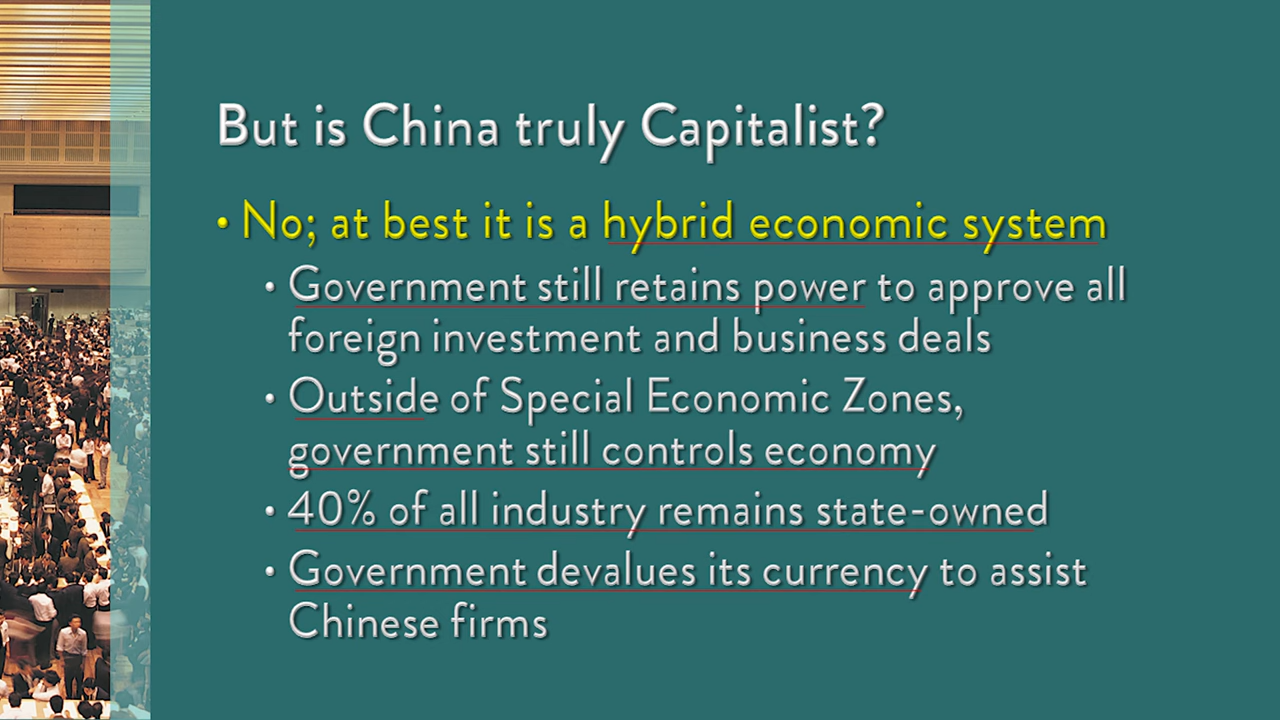 But is China truly Capitalist?
• No; at best it is a hybrid economic system
• Government still retains power to approve all
foreign investment and business deals
• Outside of Special Economic Zones,
government still controls economy
• 40% of all industry remains state-owned
• Government devalues its currency to assist
Chinese firms